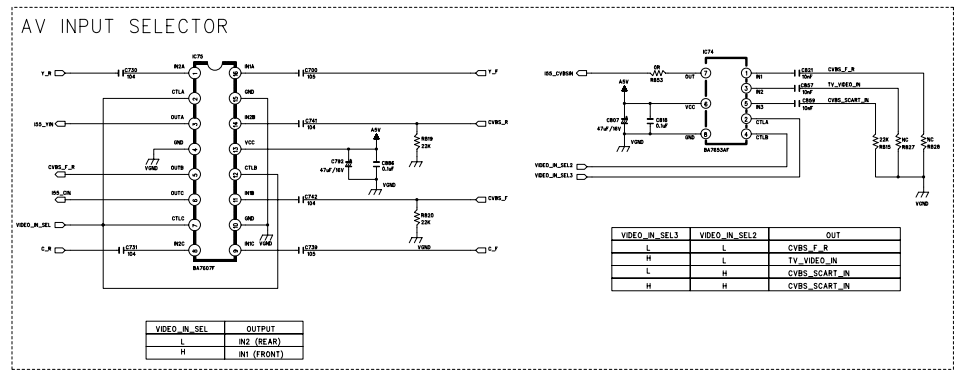 AV INPUT SELECTOR
IC75
Y_R
C730
104
IN2A
1
16
IN1A
C700
105
Y_F
CTLA
2
15
GND
I55_YIN
OUTA
3
14
IN2B
C741
104
CVBS_R
R819
22K
VGND
GNB
4
13
VCC
A5V
C792
47uF/16V
C886
0.1uF
VGND
CVBS_F_R
OUTB
5
12
CTLB
I55_CIN
OUTC
6
11
IN1B
C742
104
CVBS_F
R820
22K
VGND
VIDEO_IN_SEL
CTLC
7
10
GND
VGND
C_R
C731
104
IN2C
8
9
IN1C
C739
105
C_F
BA7607F
VIDEO_IN_SEL OUTPUT
L IN2 (REAR)
H IN1 (FRONT)
IC74
I55_CVBSIN
0R
R853
OUT
7
1
IN1
C821
10nF
CVBS_F_R
3
IN2
C857
10nF
TV_VIDEO_IN
A5V
VCC
6
5
IN3
C859
10nF
CVBS_SCART_IN
C807
47uF/16V
C818
0.1uF
2
CTLA
GND
8
4
CTLB
BA7653AF
VGND
22K
R815
NC
R827
NC
R828
VGND
VIDEO_IN_SEL2
VIDEO_IN_SEL3
VIDEO_IN_SEL3 VIDEO_IN_SEL2 OUT
L L CVBS_F_R
H L TV_VIDEO_IN
L H CVBS_SCART_IN
H H CVBS_SCART_IN